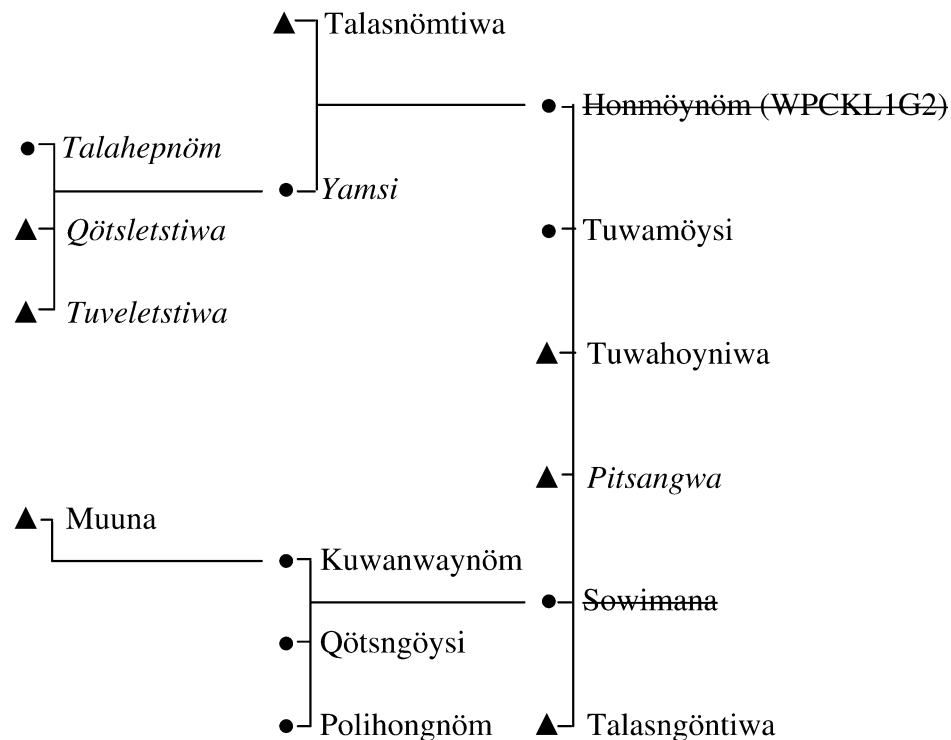 Talasnömtiwa
Honmöynöm (WPCKL1G2)
Talahepnöm
Yamsi
Qötsletstiwa
Tuwamöysi
Tuveletstiwa
Tuwahoyniwa
Pitsangwa
Muuna
Kuwanwaynöm
Sowimana
Qötsngöysi
Polihongnöm
Talasngöntiwa